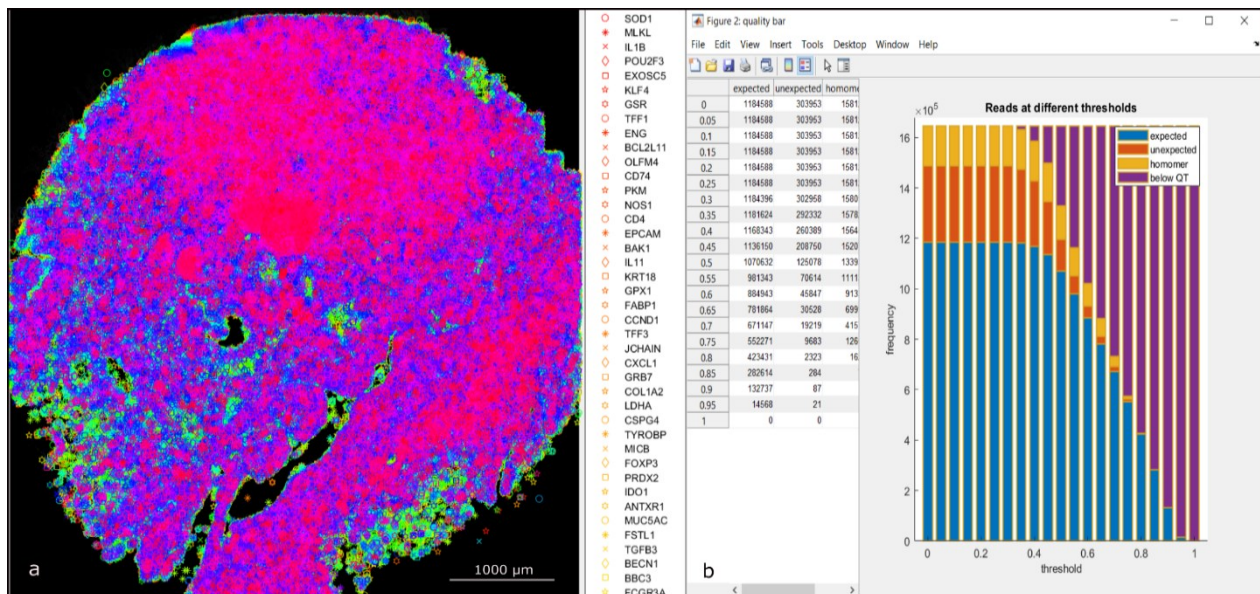 a
1000 µm
SOD1
MLKL
IL1B
POU2F3
EXOSC5
KLF4
GSR
TFF1
ENG
BCL2L11
OLFM4
CD74
PKM
NOS1
CD4
EPCAM
BAK1
IL11
KRT18
GPX1
FABP1
CCND1
TFF3
JCHAIN
CXCL1
GRB7
COL1A2
LDHA
CSPG4
TYROBP
MICB
FOXP3
PRDX2
IDO1
ANTXR1
MUC5AC
FSTL1
TGFB3
BECN1
BBC3
FCGR3A
Figure 2: quality bar
File Edit View Insert Tools Desktop Window Help
expected unexpected homome
0 1184588 303953 1581
0.05 1184588 303953 1581
0.1 1184588 303953 1581
0.15 1184588 303953 1581
0.2 1184588 303953 1581
0.25 1184588 303953 1581
0.3 1184396 302958 1580
0.35 1181624 292332 1578
0.4 1168343 260389 1564
0.45 1136150 208750 1520
0.5 1070632 125078 1339
0.55 981343 70614 1111
0.6 884943 45847 913
0.65 781864 30528 699
0.7 671147 19219 415
0.75 552271 9683 126
0.8 423431 2323 16
0.85 282614 284
0.9 132737 87
0.95 14568 21
1 0 0
b
Reads at different thresholds
×10⁵
expected
unexpected
homomer
below QT
16
14
12
10
8
6
4
2
0
frequency
0 0.2 0.4 0.6 0.8 1
threshold